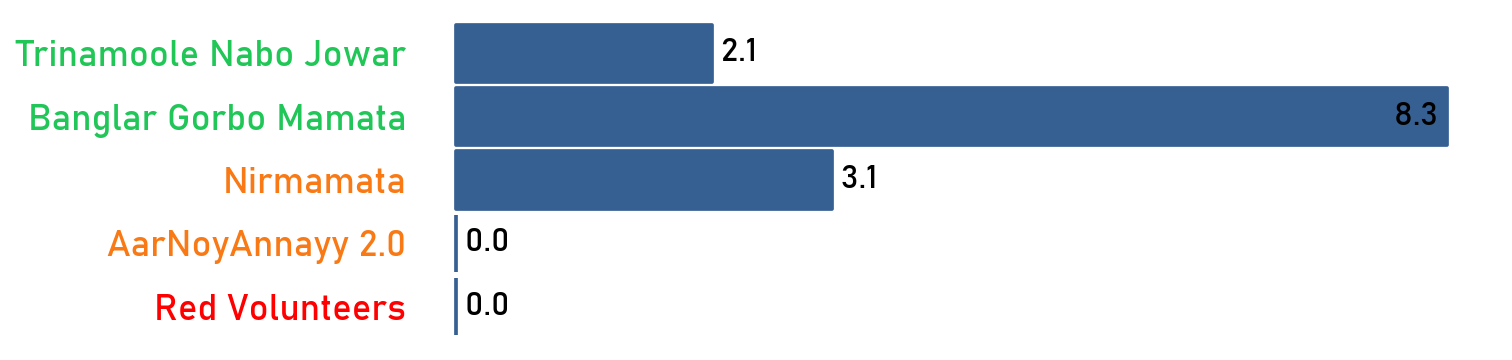 Trinamoole Nabo Jowar 2.1
Banglar Gorbo Mamata 8.3
Nirmamata 3.1
AarNoyAnnayy 2.0 0.0
Red Volunteers 0.0